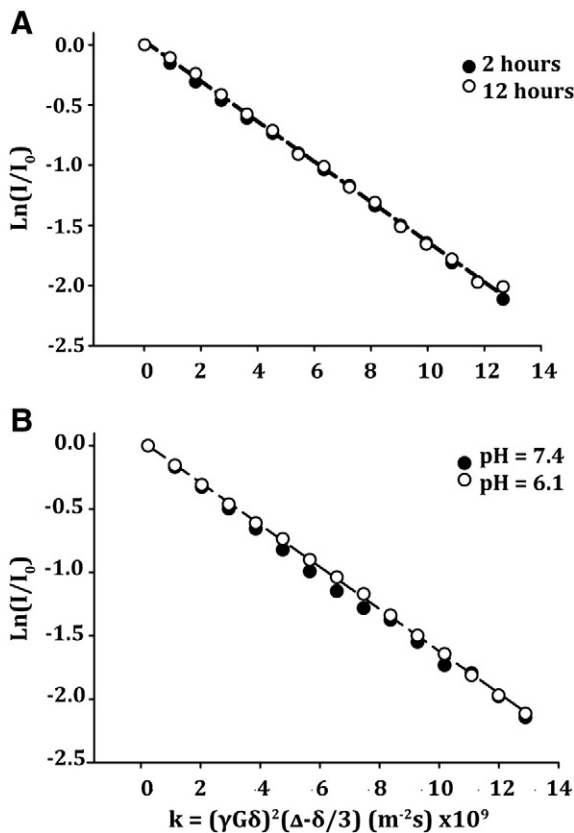 A
0.0
● 2 hours
○ 12 hours
-0.5
-1.0
-1.5
-2.0
-2.5
Ln(I/I₀)
0 2 4 6 8 10 12 14
B
0.0
● pH = 7.4
○ pH = 6.1
-0.5
-1.0
-1.5
-2.0
-2.5
Ln(I/I₀)
0 2 4 6 8 10 12 14
k = (γGδ)²(Δ-δ/3) (m⁻²s) x10⁹